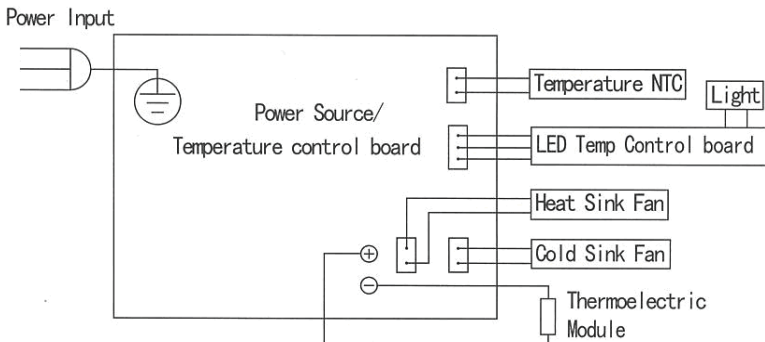 Power Input
Power Source/
Temperature control board
Temperature NTC
Light
LED Temp Control board
Heat Sink Fan
Cold Sink Fan
Thermoelectric
Module